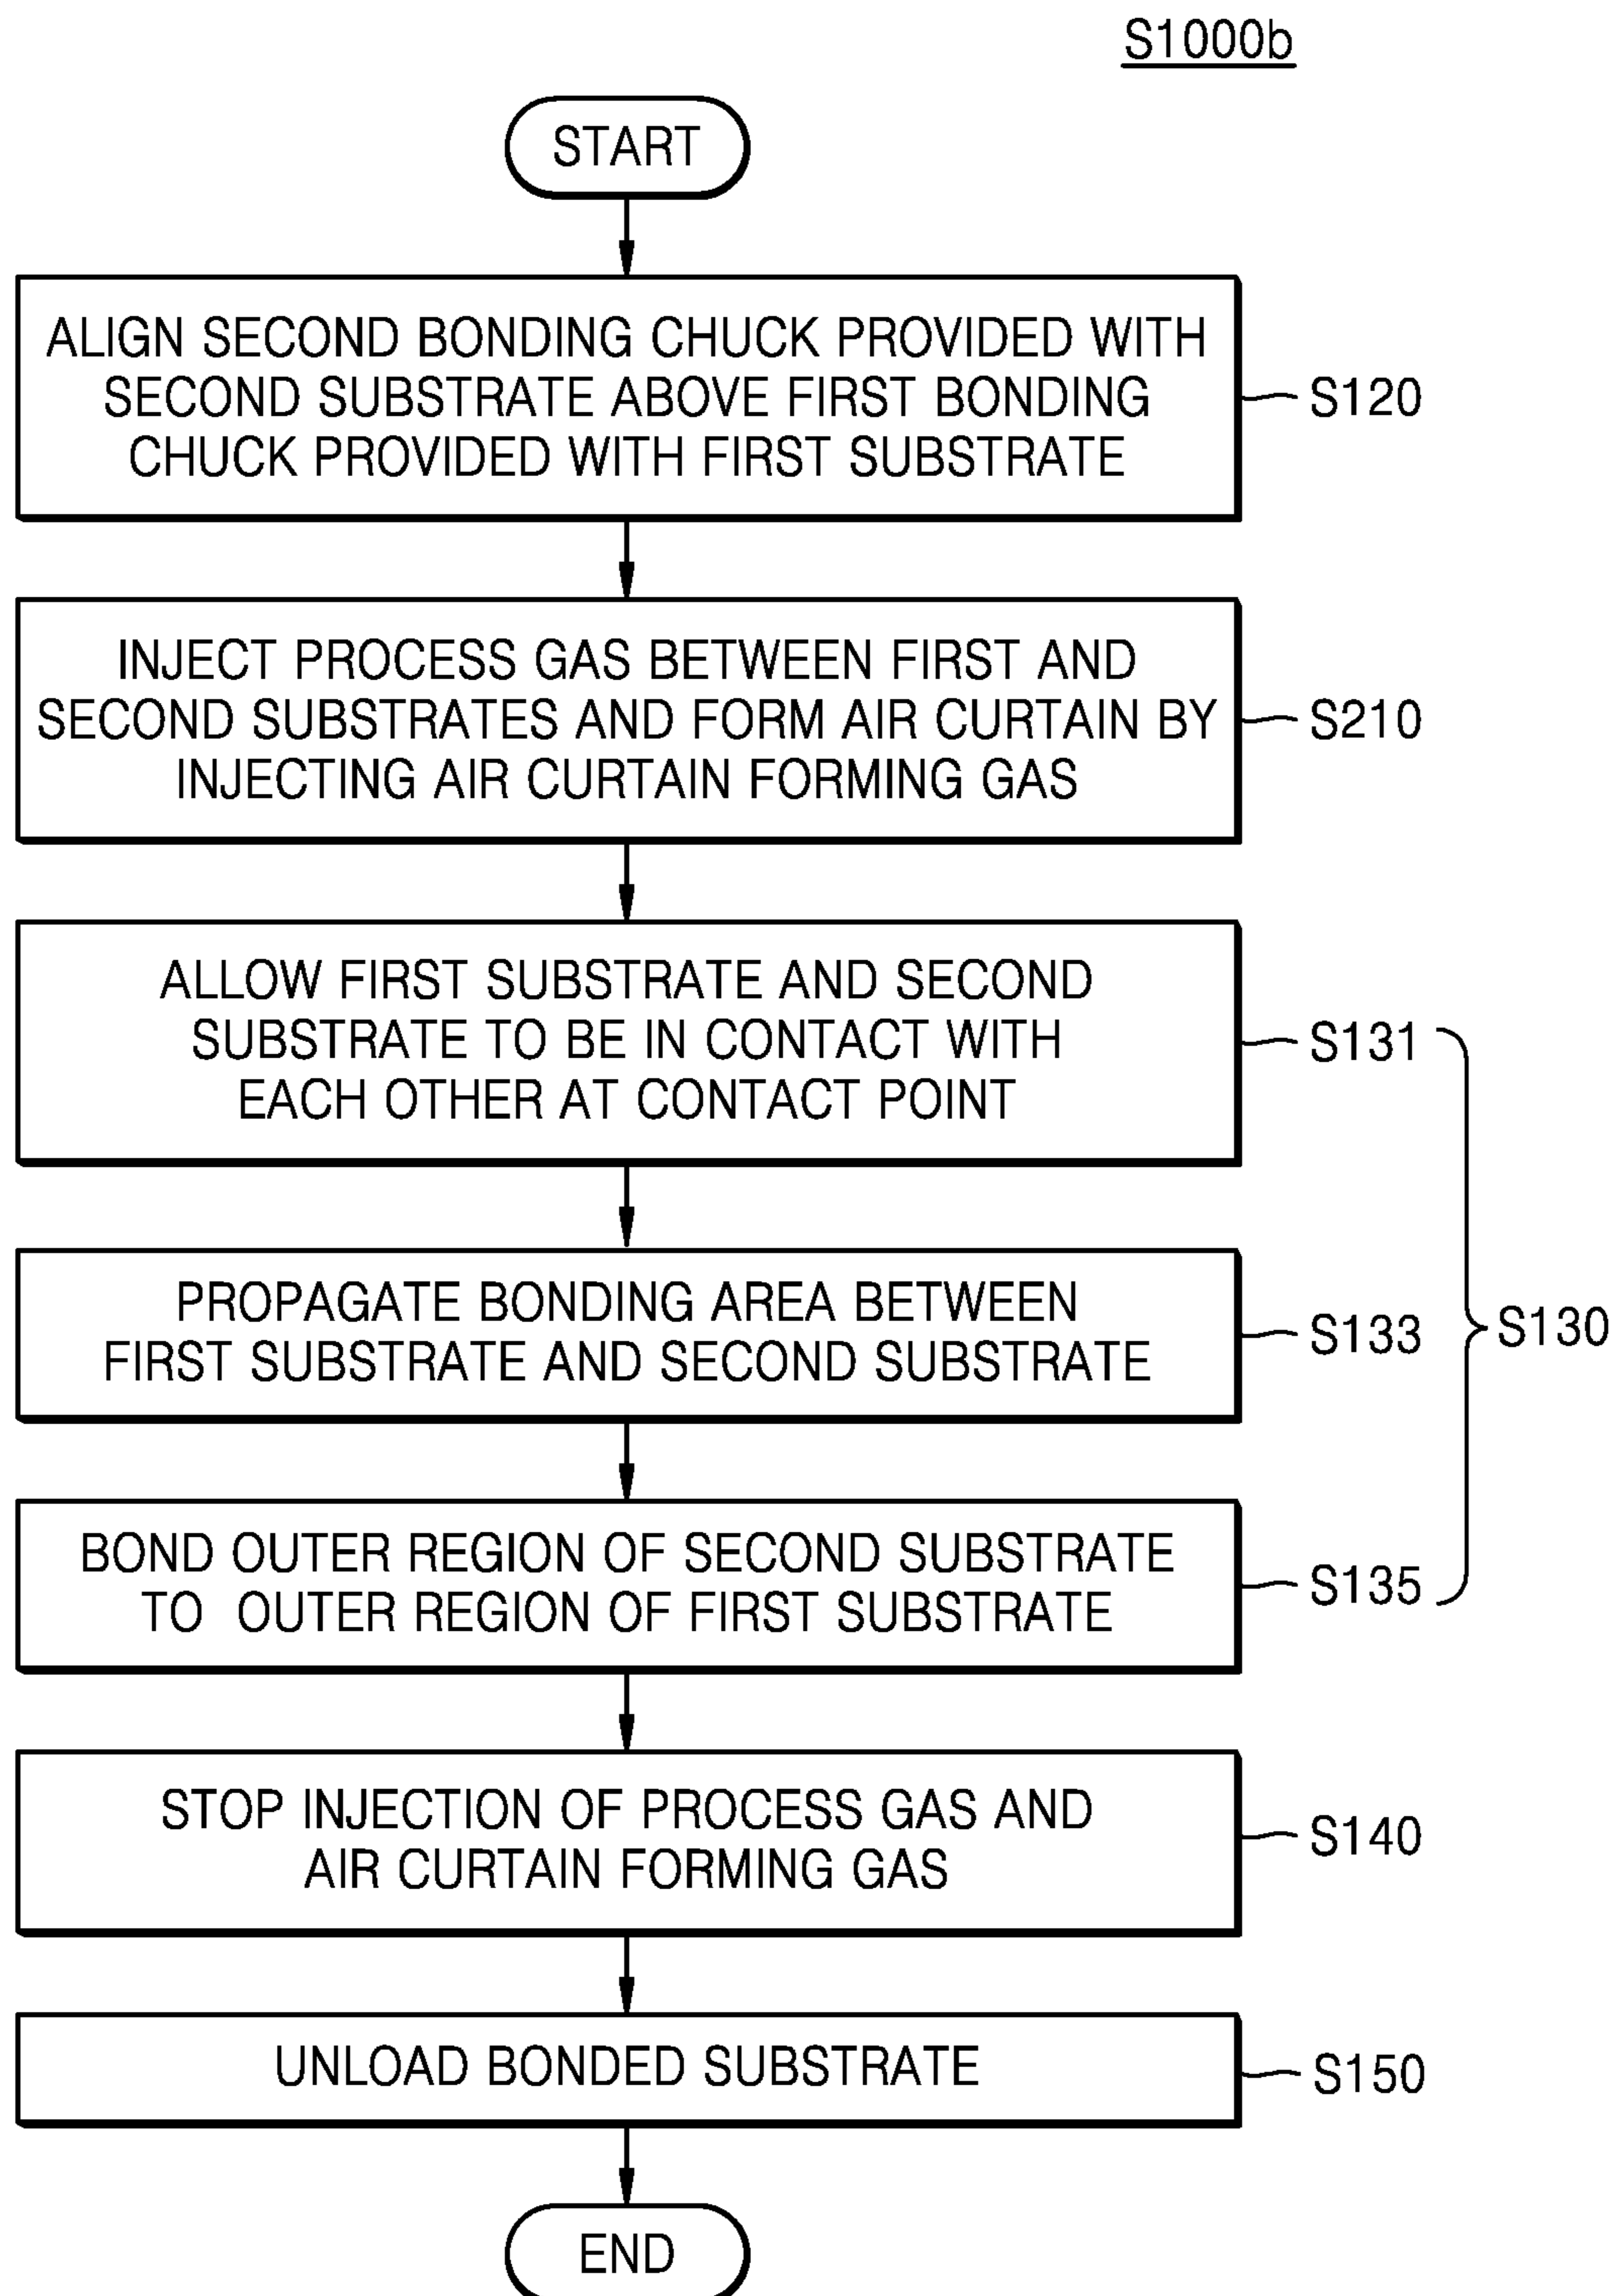 S1000b
START
ALIGN SECOND BONDING CHUCK PROVIDED WITH
SECOND SUBSTRATE ABOVE FIRST BONDING
CHUCK PROVIDED WITH FIRST SUBSTRATE
S120
INJECT PROCESS GAS BETWEEN FIRST AND
SECOND SUBSTRATES AND FORM AIR CURTAIN BY
INJECTING AIR CURTAIN FORMING GAS
S210
ALLOW FIRST SUBSTRATE AND SECOND
SUBSTRATE TO BE IN CONTACT WITH
EACH OTHER AT CONTACT POINT
S131
PROPAGATE BONDING AREA BETWEEN
FIRST SUBSTRATE AND SECOND SUBSTRATE
S133
S130
BOND OUTER REGION OF SECOND SUBSTRATE
TO OUTER REGION OF FIRST SUBSTRATE
S135
STOP INJECTION OF PROCESS GAS AND
AIR CURTAIN FORMING GAS
S140
UNLOAD BONDED SUBSTRATE
S150
END